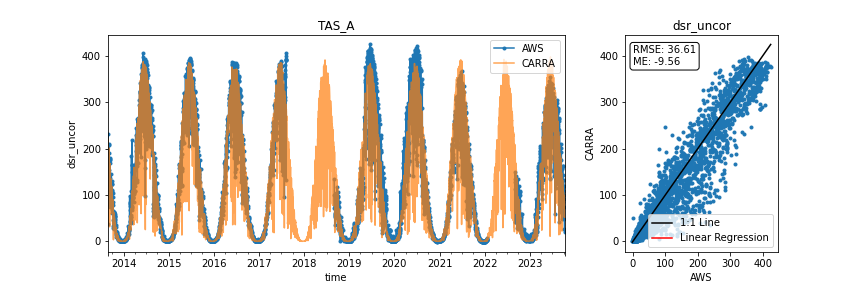 TAS_A
dsr_uncor
400
300
200
100
0
dsr_uncor
AWS
CARRA
2014 2015 2016 2017 2018 2019 2020 2021 2022 2023
time
RMSE: 36.61
ME: -9.56
400
300
200
100
0
CARRA
1:1 Line
Linear Regression
0 100 200 300 400
AWS